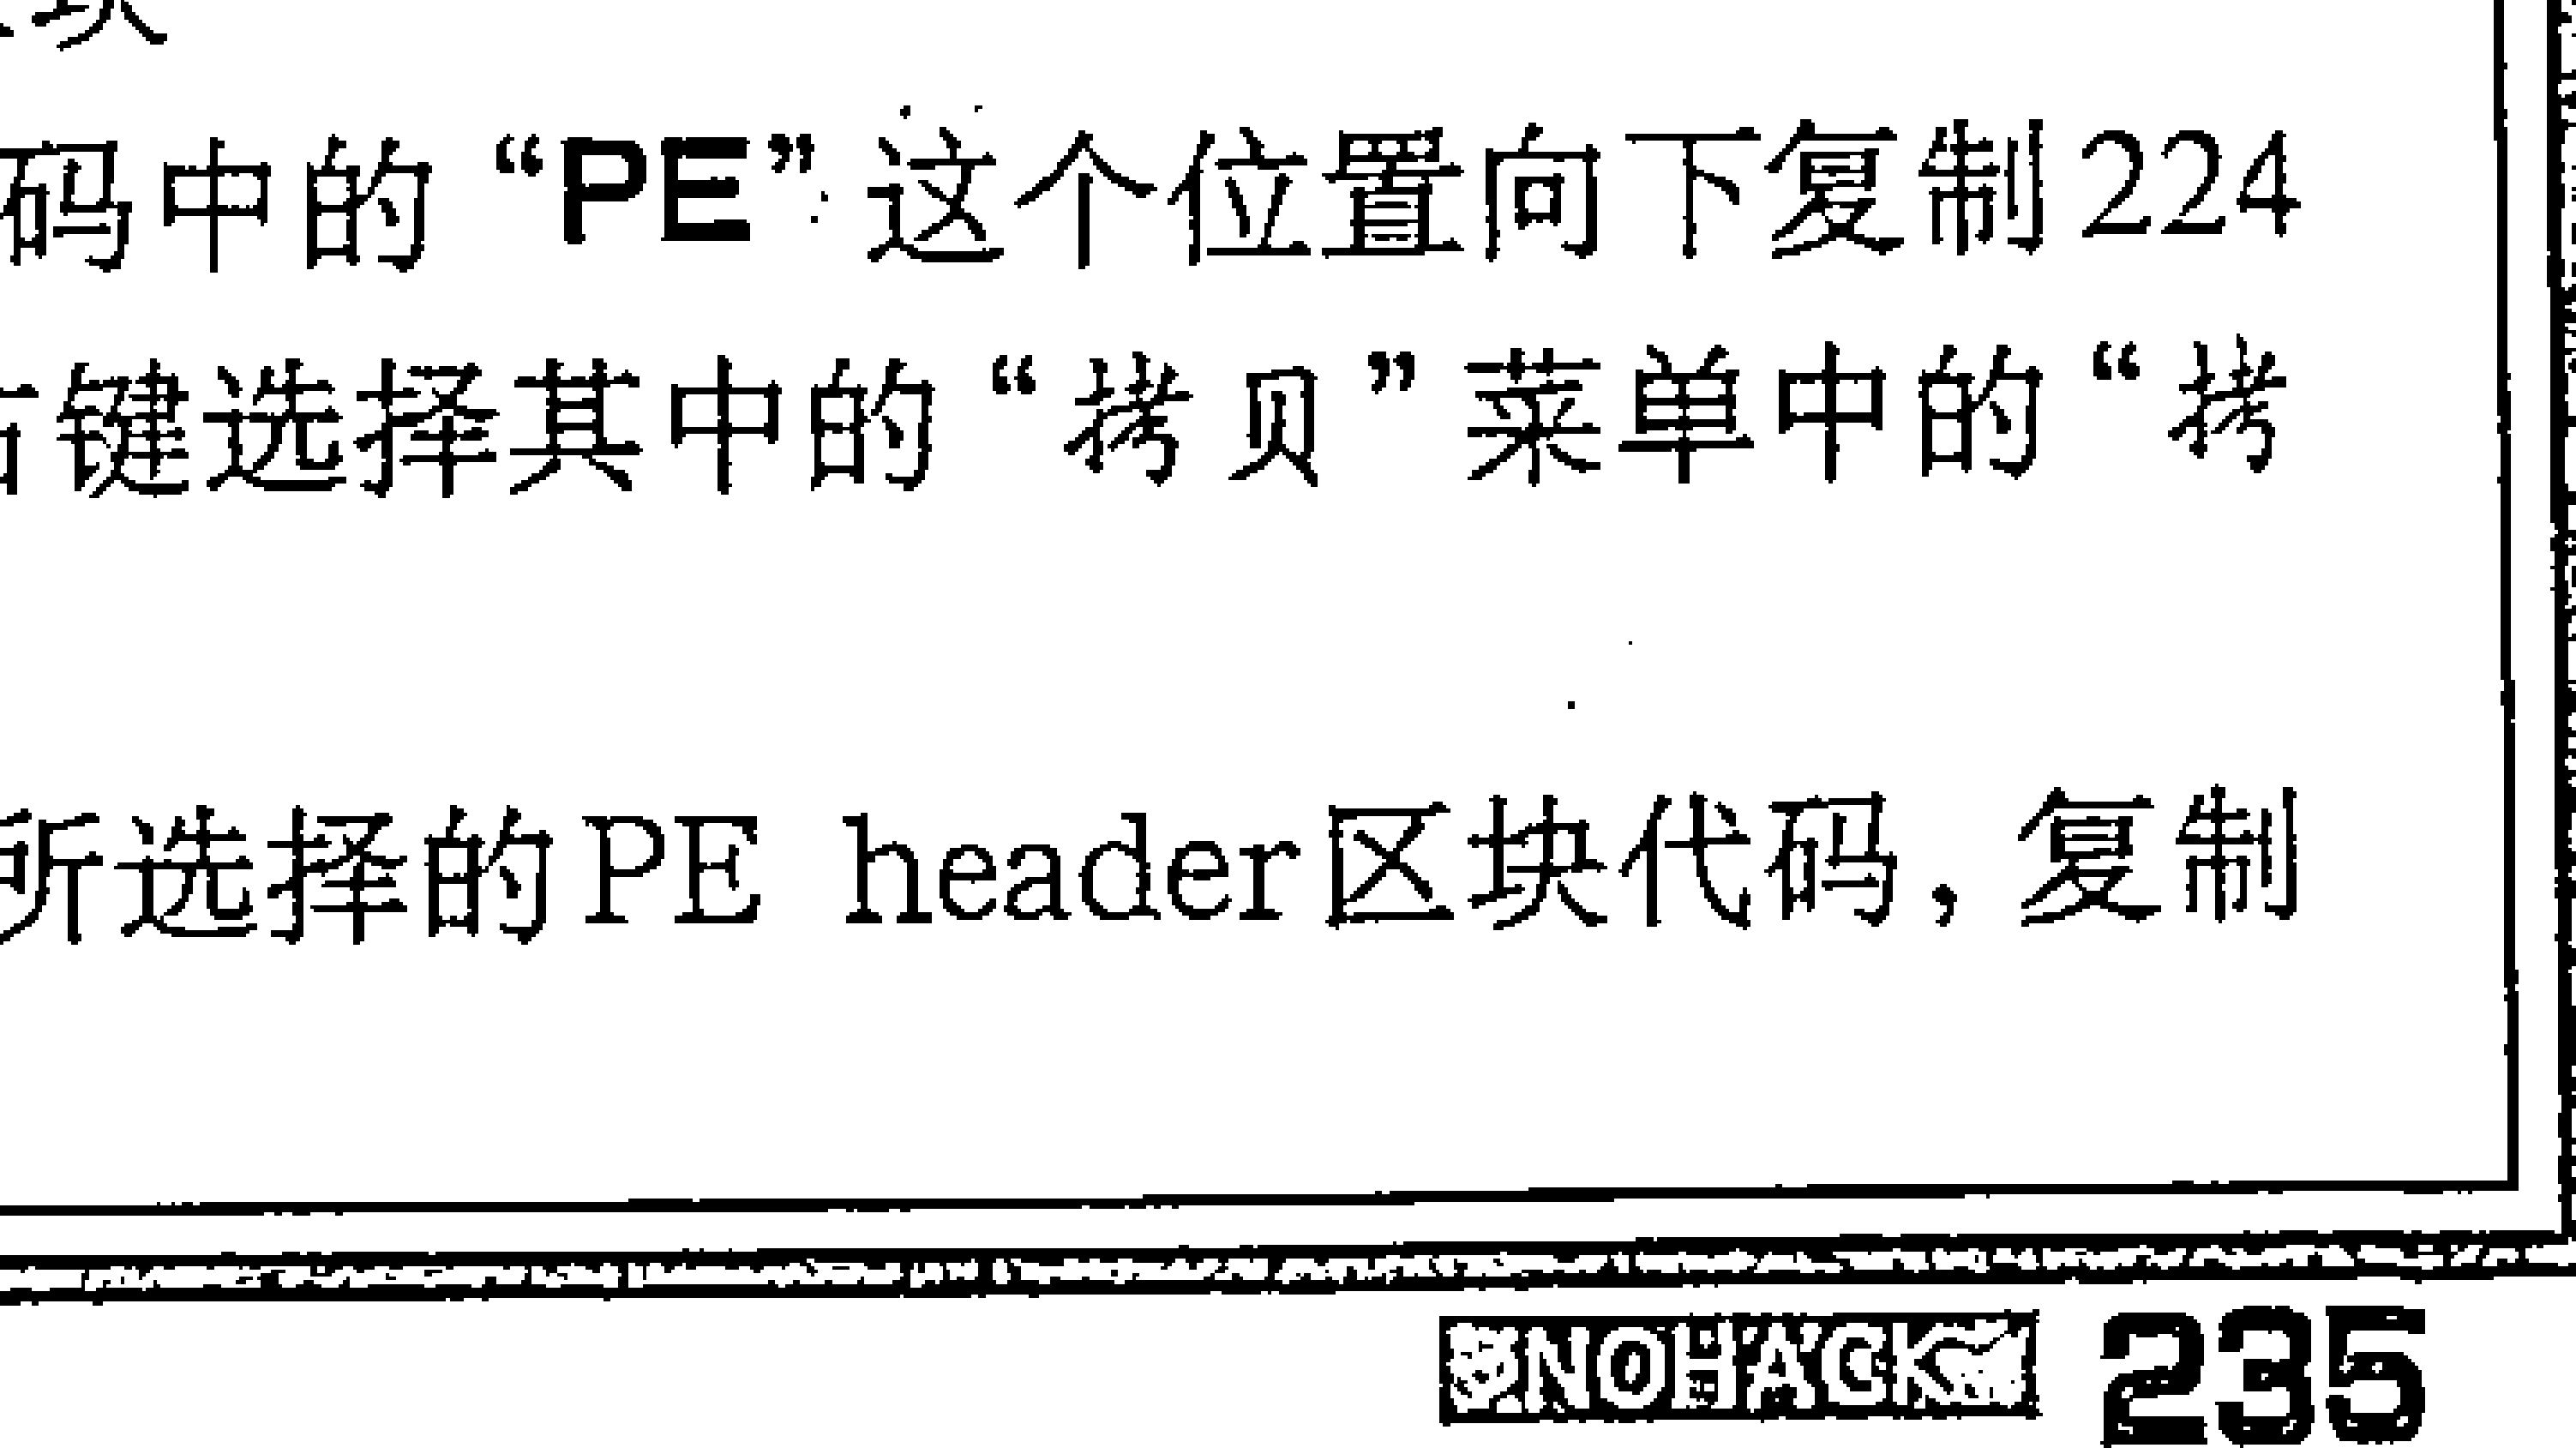 块
码中的“PE”这个位置向下复制224
右键选择其中的“拷贝”菜单中的“拷
所选择的PE header区块代码，复制
NOHACK 235